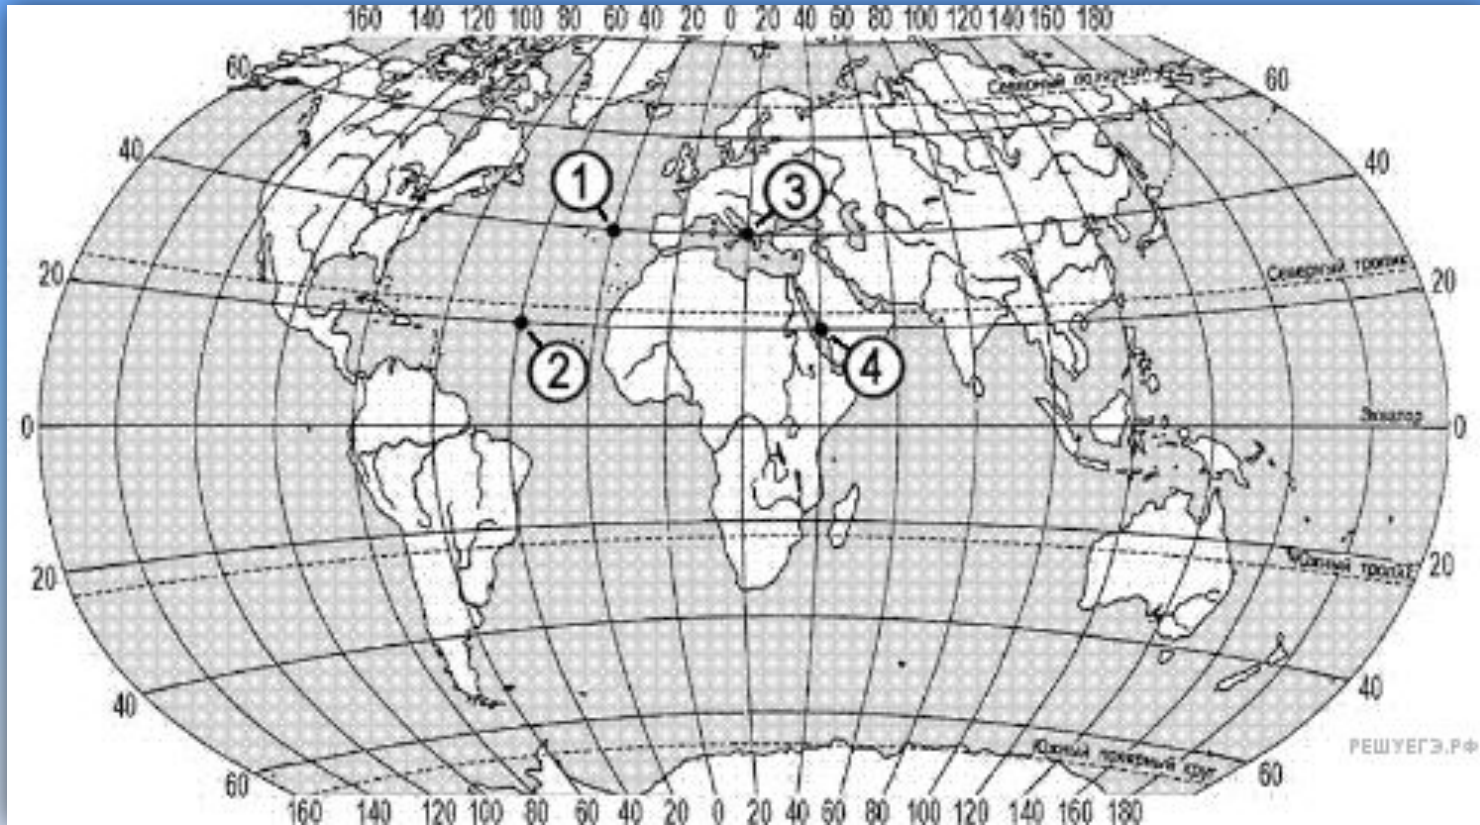 160 140 120 100 80 60 40 20 0 20 40 60 80 100 120 140 160 180
60 Северный полярный круг 60
40 40
1 3
20 Северный тропик 20
2 4
0 Экватор 0
20 Южный тропик 20
40 40
60 Южный полярный круг 60
РЕШУЕГЭ.РФ
160 140 120 100 80 60 40 20 0 20 40 60 80 100 120 140 160 180